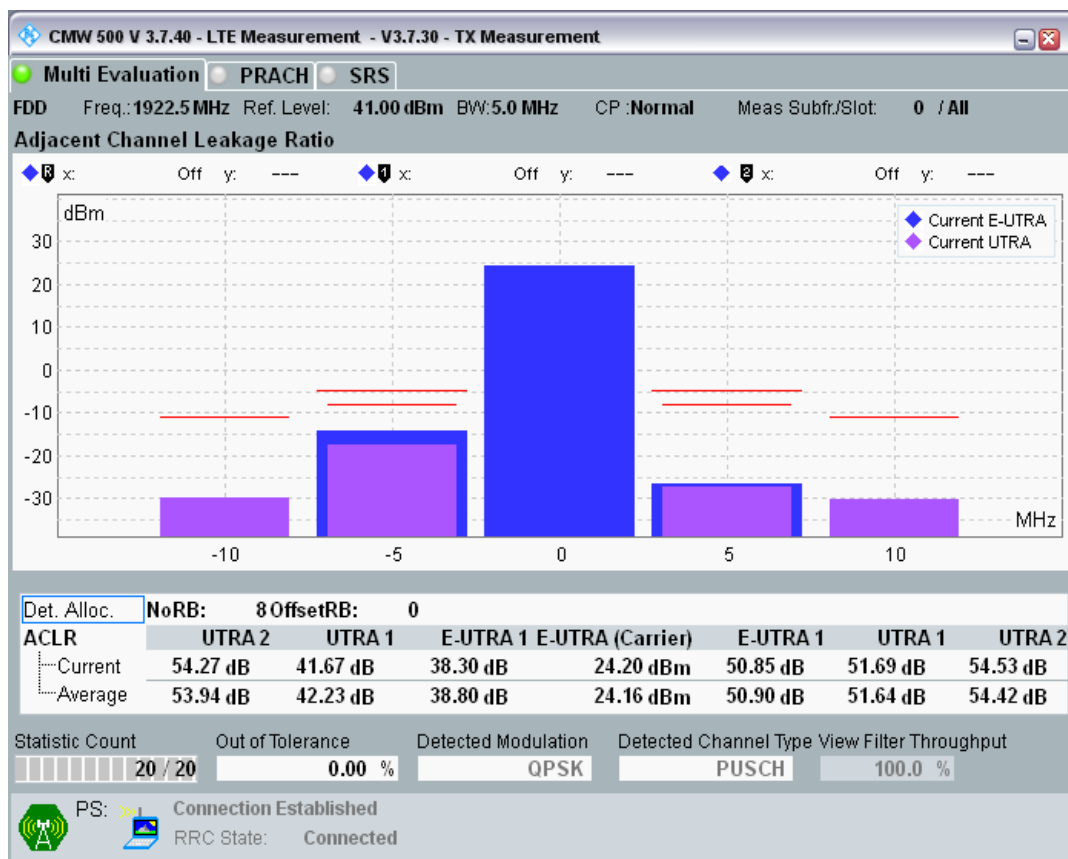 CMW 500 V 3.7.40 - LTE Measurement - V3.7.30 - TX Measurement
Multi Evaluation PRACH SRS
FDD Freq.: 1922.5 MHz Ref. Level: 41.00 dBm BW: 5.0 MHz CP :Normal Meas Subfr./Slot: 0 / All
Adjacent Channel Leakage Ratio
R x: Off y: --- 1 x: Off y: --- 2 x: Off y: ---
dBm
Current E-UTRA
Current UTRA
30
20
10
0
-10
-20
-30
MHz
-10 -5 0 5 10
Det. Alloc. NoRB: 8 OffsetRB: 0
ACLR UTRA 2 UTRA 1 E-UTRA 1 E-UTRA (Carrier) E-UTRA 1 UTRA 1 UTRA 2
Current 54.27 dB 41.67 dB 38.30 dB 24.20 dBm 50.85 dB 51.69 dB 54.53 dB
Average 53.94 dB 42.23 dB 38.80 dB 24.16 dBm 50.90 dB 51.64 dB 54.42 dB
Statistic Count Out of Tolerance Detected Modulation Detected Channel Type View Filter Throughput
20 / 20 0.00 % QPSK PUSCH 100.0 %
PS: Connection Established
RRC State: Connected